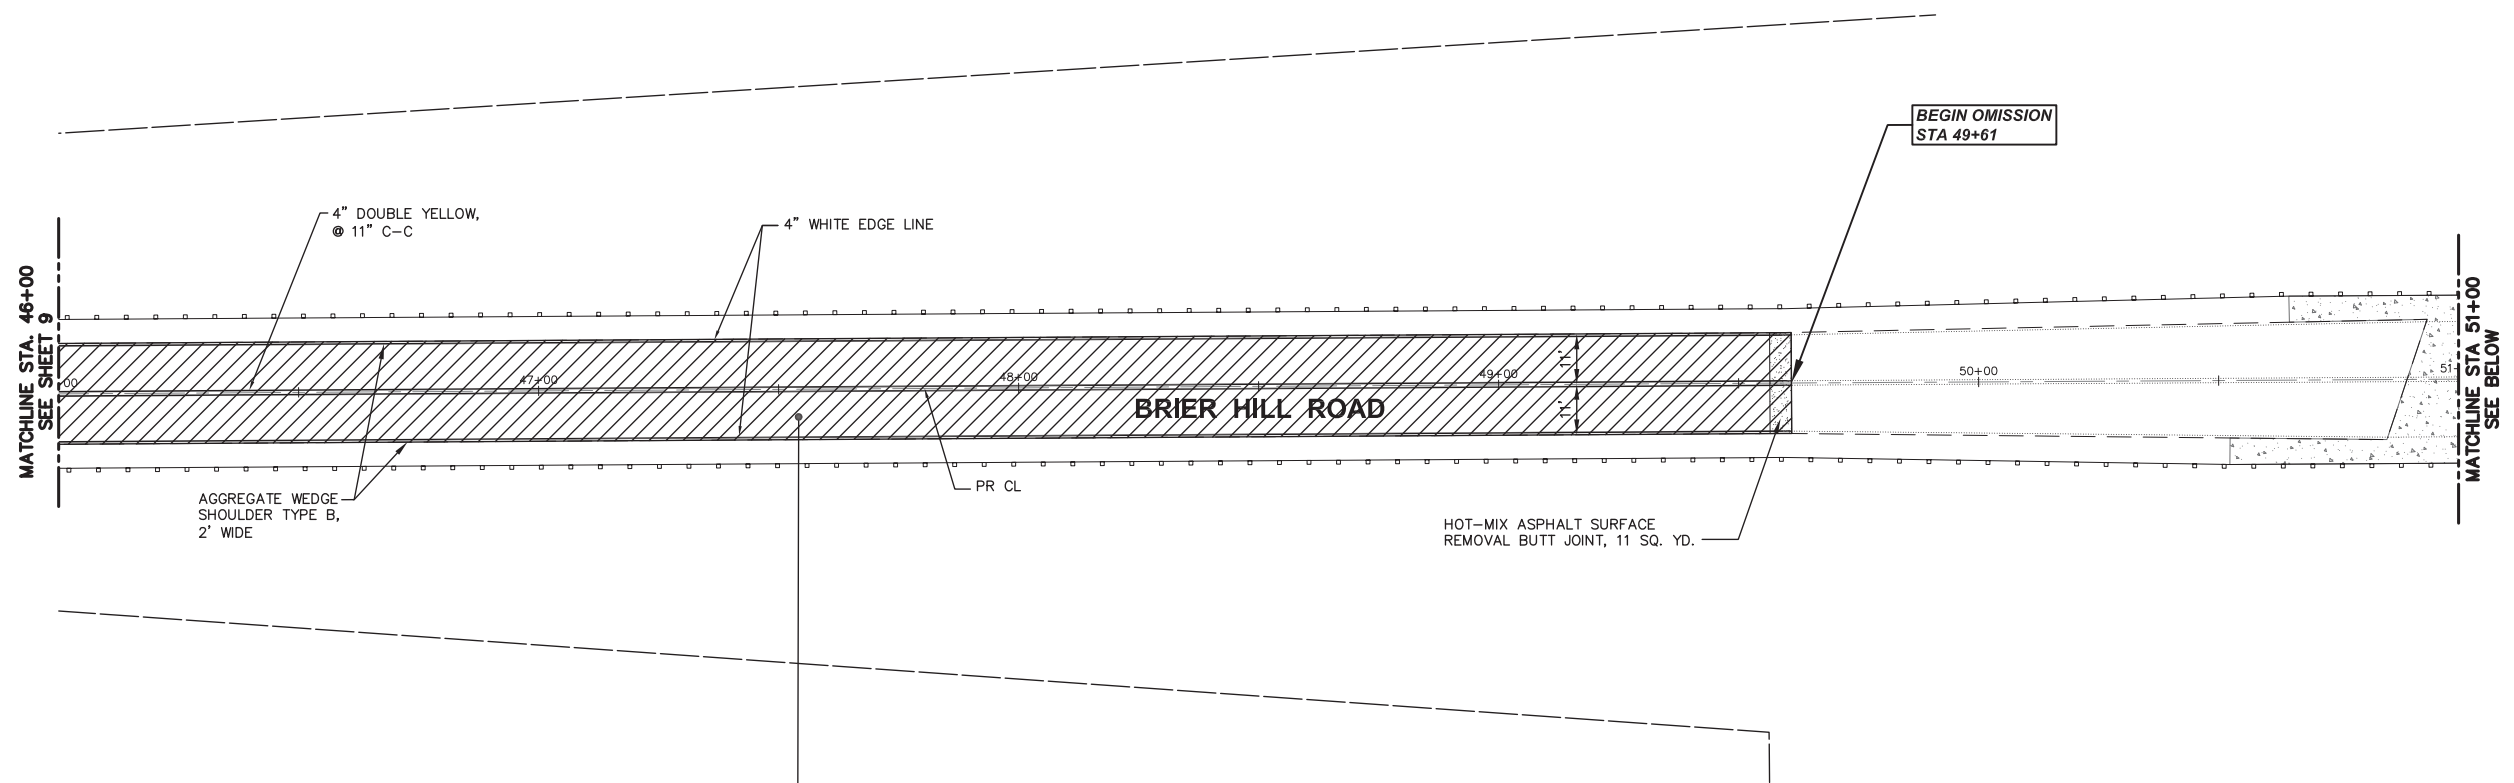 BEGIN OMISSION
STA 49+61
4” DOUBLE YELLOW,
@ 11” C–C
4” WHITE EDGE LINE
MATCHLINE STA. 46+00
SEE SHEET 9
MATCHLINE STA 51+00
SEE BELOW
00
47+00
48+00
49+00
50+00
51
11'
11'
BRIER HILL ROAD
PR CL
AGGREGATE WEDGE
SHOULDER TYPE B,
2' WIDE
HOT–MIX ASPHALT SURFACE
REMOVAL BUTT JOINT, 11 SQ. YD.